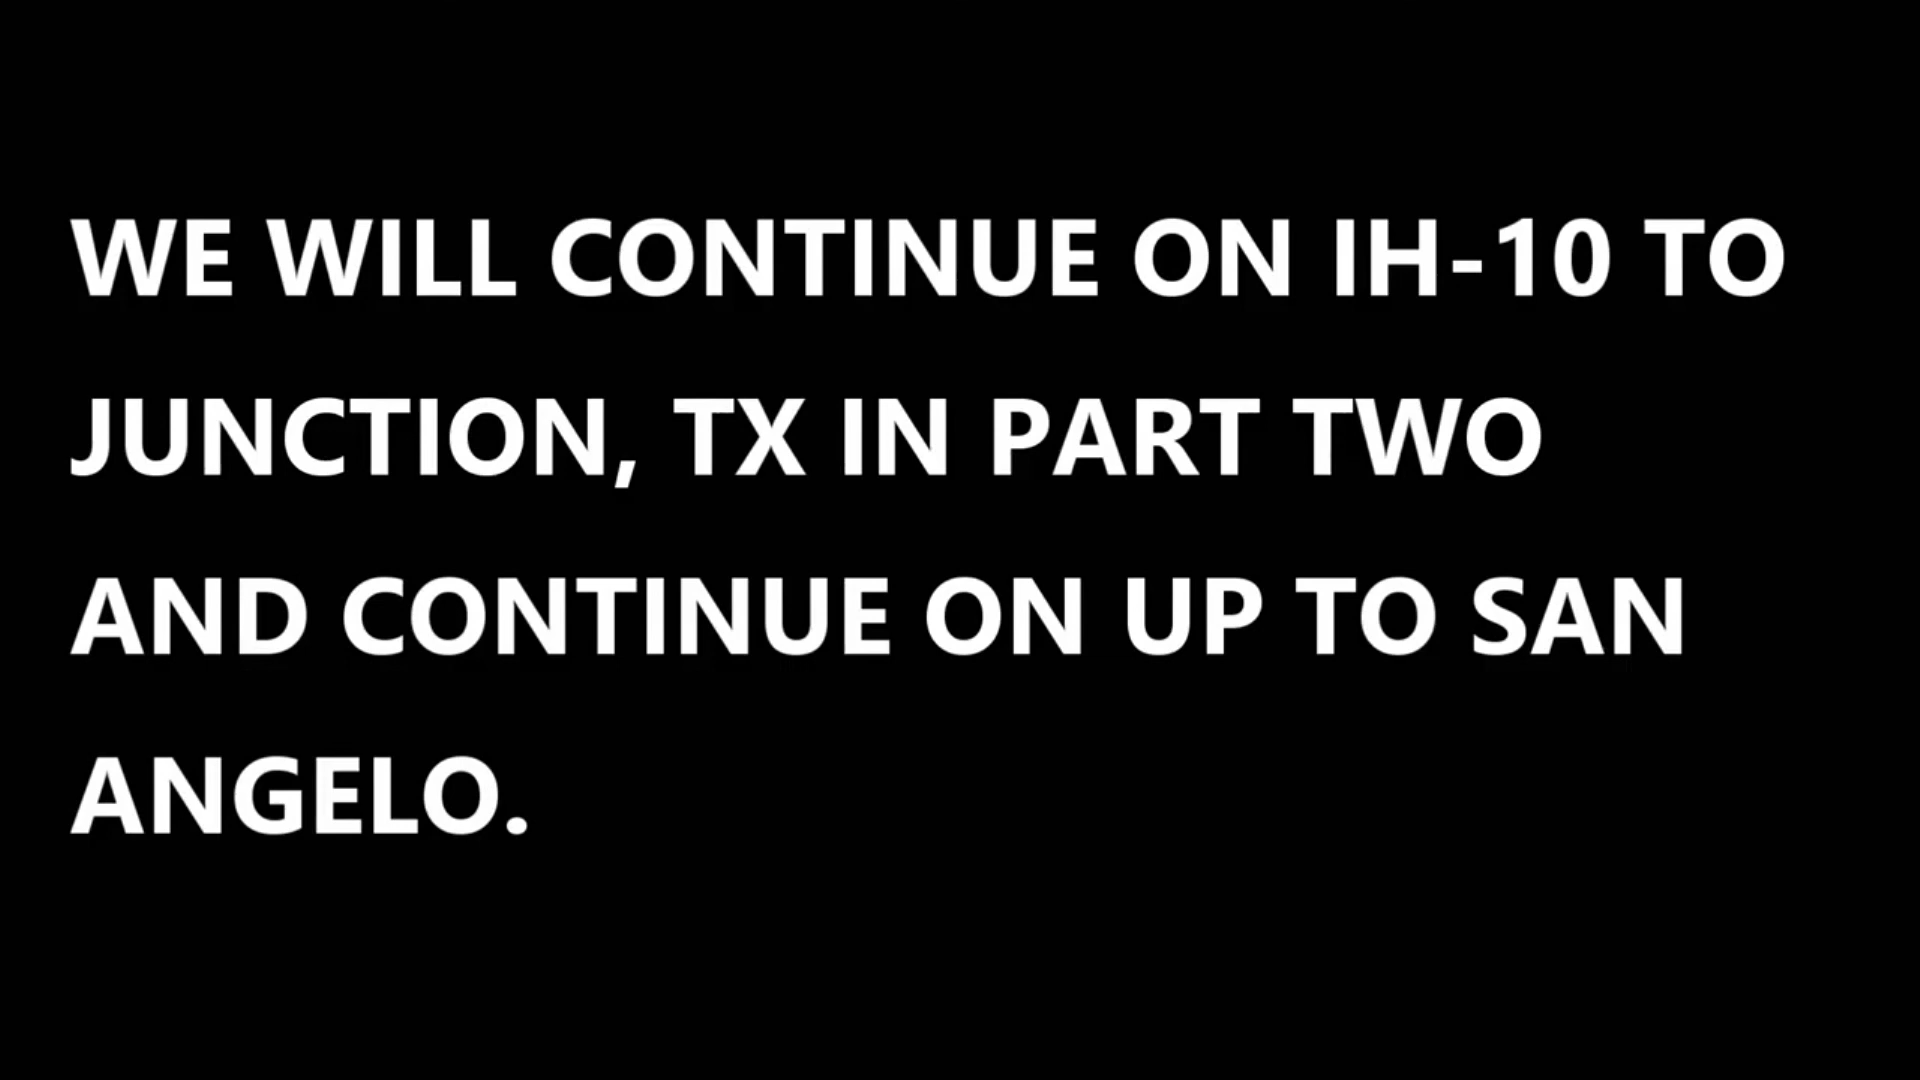 WE WILL CONTINUE ON IH-10 TO
JUNCTION, TX IN PART TWO
AND CONTINUE ON UP TO SAN
ANGELO.